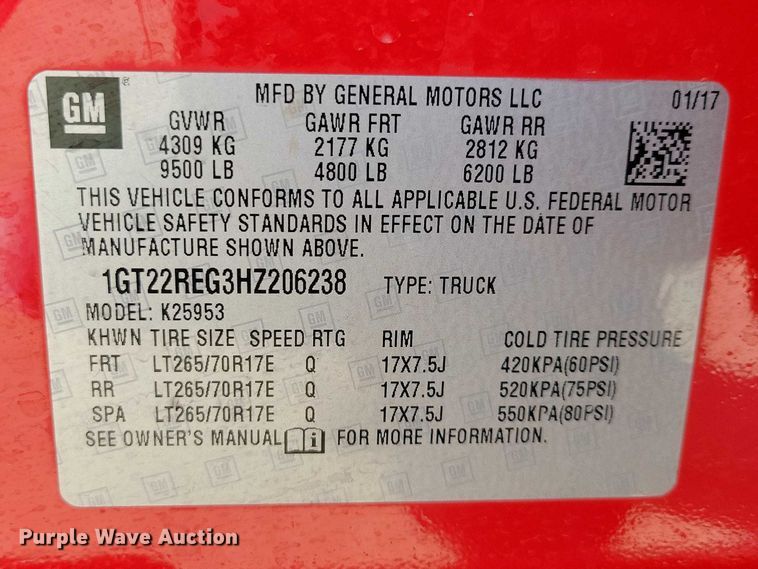 GM ® MFD BY GENERAL MOTORS LLC 01/17
GVWR GAWR FRT GAWR RR
4309 KG 2177 KG 2812 KG
9500 LB 4800 LB 6200 LB
THIS VEHICLE CONFORMS TO ALL APPLICABLE U.S. FEDERAL MOTOR
VEHICLE SAFETY STANDARDS IN EFFECT ON THE DATE OF
MANUFACTURE SHOWN ABOVE.
1GT22REG3HZ206238 TYPE: TRUCK
MODEL: K25953
KHWN TIRE SIZE SPEED RTG RIM COLD TIRE PRESSURE
FRT LT265/70R17E Q 17X7.5J 420KPA(60PSI)
RR LT265/70R17E Q 17X7.5J 520KPA(75PSI)
SPA LT265/70R17E Q 17X7.5J 550KPA(80PSI)
SEE OWNER'S MANUAL i FOR MORE INFORMATION.
Purple Wave Auction